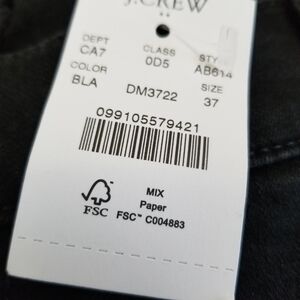 J.CREW
DEPT CLASS STY
CA7 0D5 AB614
COLOR SIZE
BLA DM3722 37
099105579421
MIX
Paper
FSC FSC™ C004883